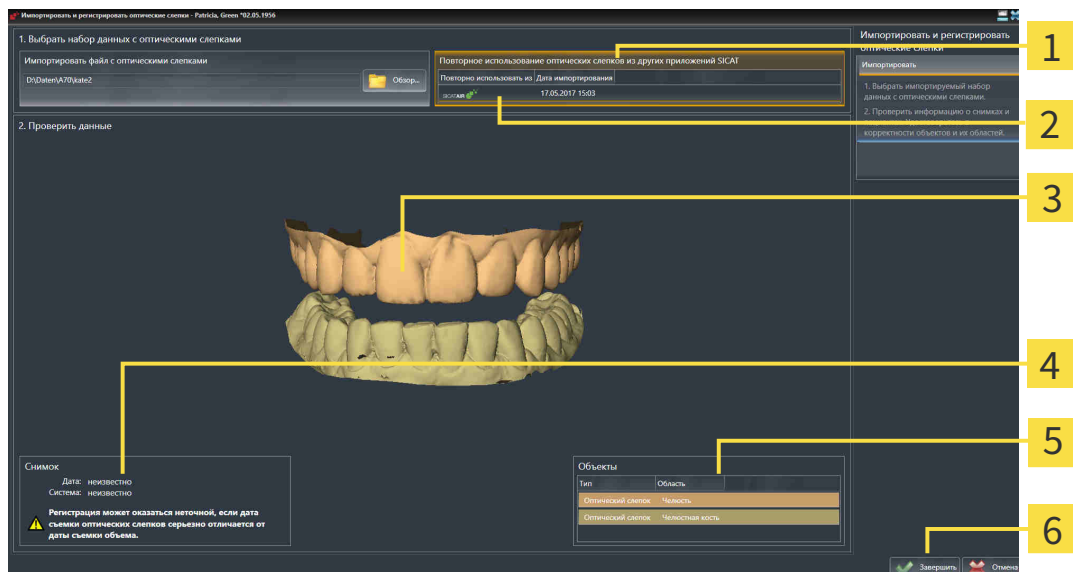 Импортировать и регистрировать оптические слепки - Patricia, Green *02.05.1956
1. Выбрать набор данных с оптическими слепками
Импортировать файл с оптическими слепками
D:\Daten\A70\kate2
Обзор...
Повторное использование оптических слепков из других приложений SICAT
Повторно использовать из Дата импортирования
SICAT AIR 17.05.2017 15:03
Импортировать и регистрировать
оптические слепки
Импортировать
1. Выбрать импортируемый набор
данных с оптическими слепками.
2. Проверить информацию о снимках и
корректности объектов и их областей.
1
2
3
4
5
6
2. Проверить данные
Снимок
Дата: неизвестно
Система: неизвестно
Регистрация может оказаться неточной, если дата
съемки оптических слепков серьезно отличается от
даты съемки объема.
Объекты
Тип Область
Оптический слепок Челюсть
Оптический слепок Челюстная кость
Завершить
Отмена